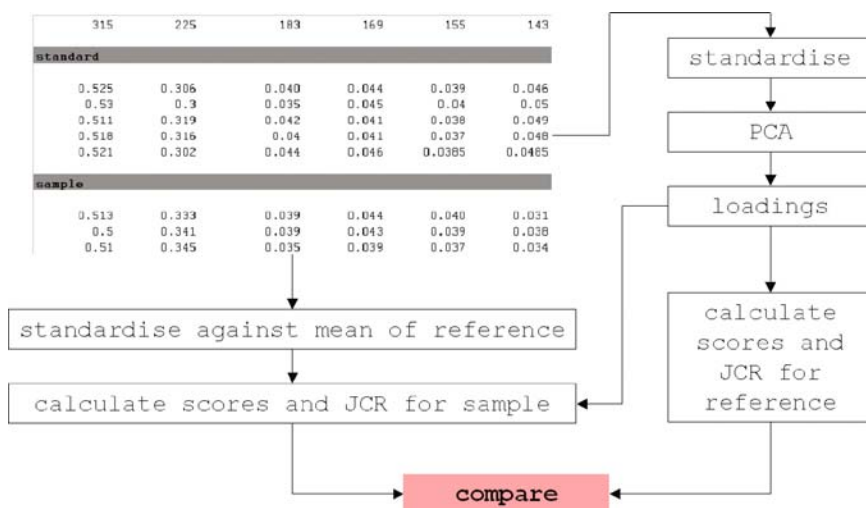 315 225 183 169 155 143
standard
0.525 0.306 0.040 0.044 0.039 0.046
0.53 0.3 0.035 0.045 0.04 0.05
0.511 0.319 0.042 0.041 0.038 0.049
0.518 0.316 0.04 0.041 0.037 0.048
0.521 0.302 0.044 0.046 0.0385 0.0485
sample
0.513 0.333 0.039 0.044 0.040 0.031
0.5 0.341 0.039 0.043 0.039 0.038
0.51 0.345 0.035 0.039 0.037 0.034
standardise
PCA
loadings
calculate
scores and
JCR for
reference
standardise against mean of reference
calculate scores and JCR for sample
compare